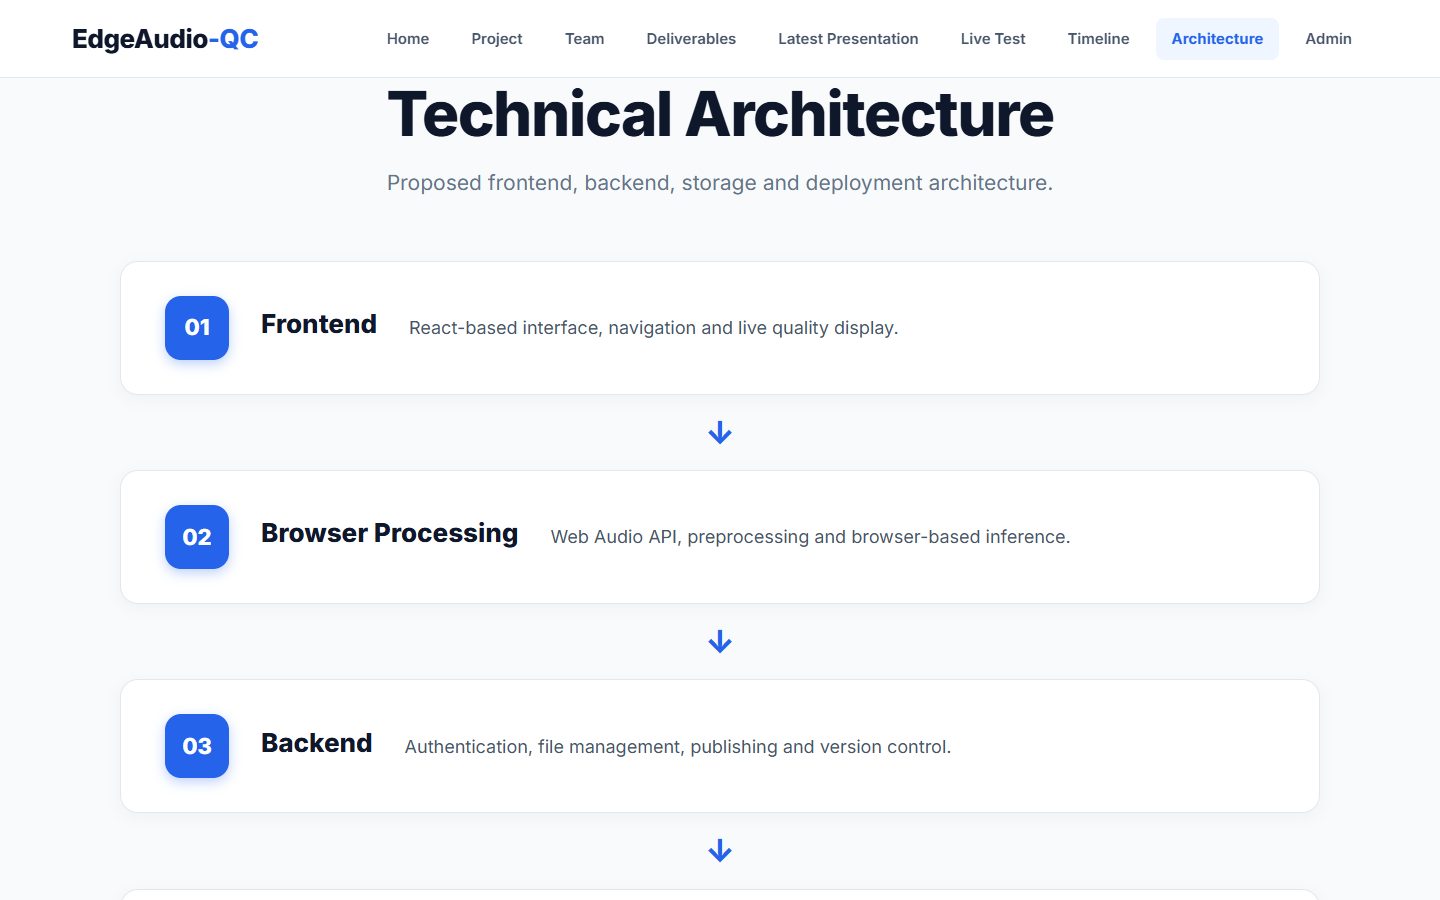 EdgeAudio-QC
Home Project Team Deliverables Latest Presentation Live Test Timeline Architecture Admin
Technical Architecture
Proposed frontend, backend, storage and deployment architecture.
01 Frontend React-based interface, navigation and live quality display.
02 Browser Processing Web Audio API, preprocessing and browser-based inference.
03 Backend Authentication, file management, publishing and version control.